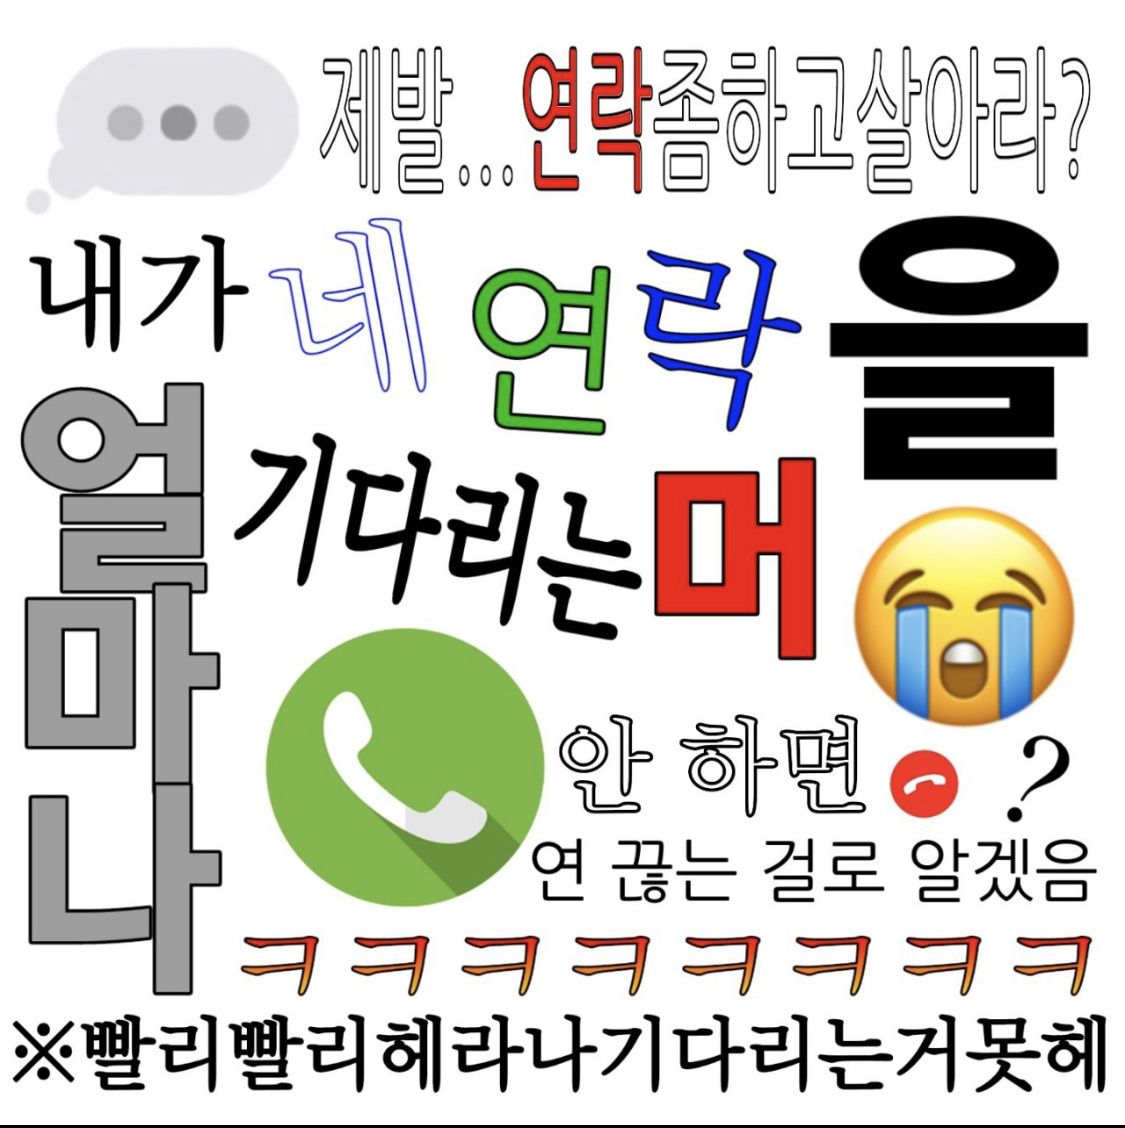 제발...연락좀하고살아라?
내가 네 연락을
얼마나
기다리는머
안 하면 ?
연 끊는 걸로 알겠음
ㅋㅋㅋㅋㅋㅋㅋㅋ
※빨리빨리헤라나기다리는거못헤